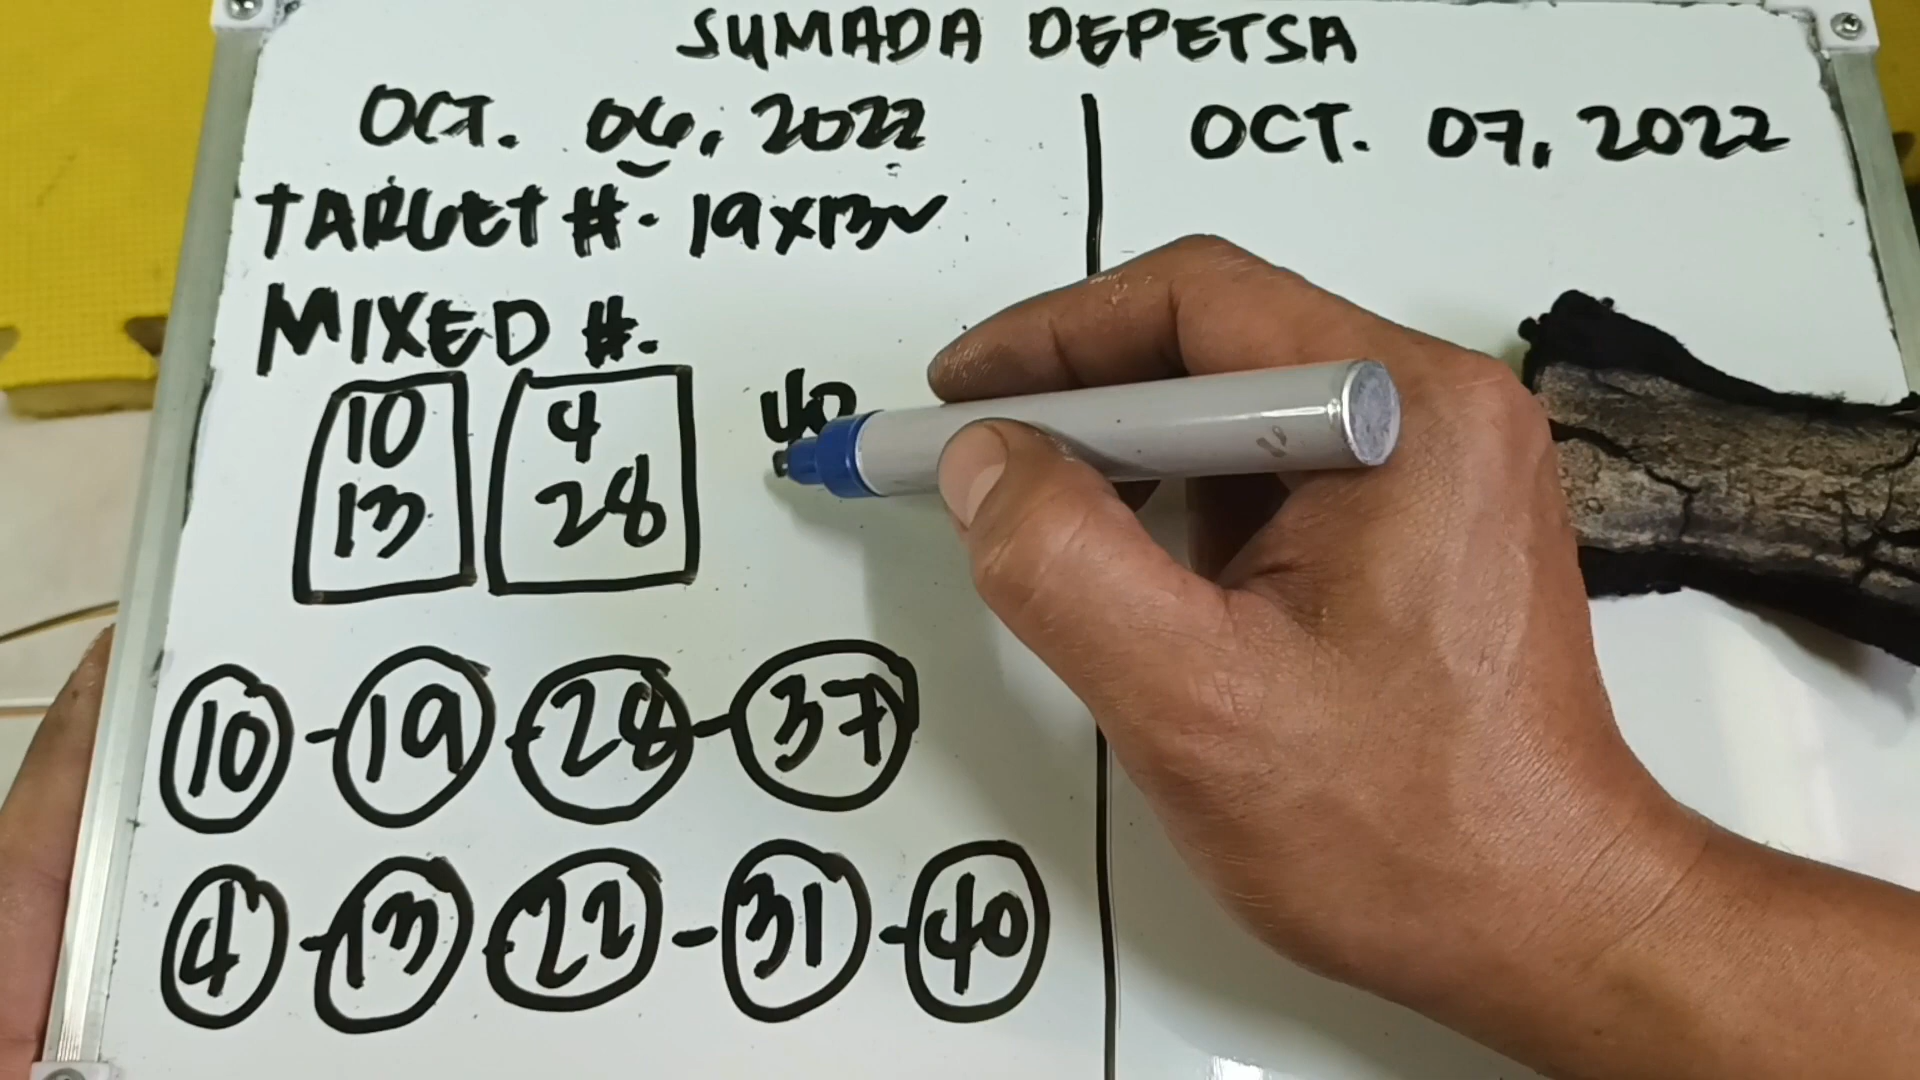 SUMADA DEPETSA
OCT. 06, 2022
TARGET #. 19X13
MIXED #.
10 4 40
13 28
10 - 19 - 28 - 37
4 - 13 - 22 - 31 - 40
OCT. 07, 2022